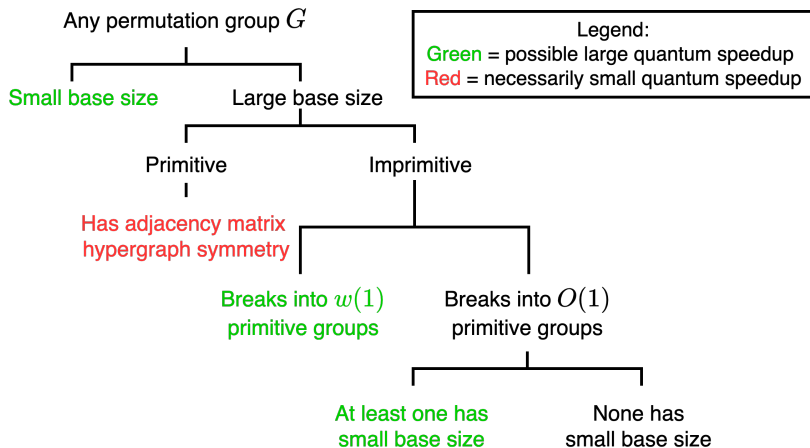 Any permutation group G
Legend:
Green = possible large quantum speedup
Red = necessarily small quantum speedup
Small base size
Large base size
Primitive
Imprimitive
Has adjacency matrix
hypergraph symmetry
Breaks into w(1)
primitive groups
Breaks into O(1)
primitive groups
At least one has
small base size
None has
small base size